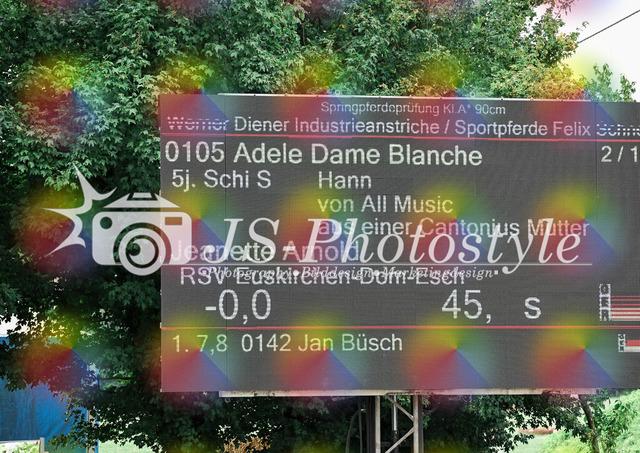 Springpferdeprüfung Kl.A* 90cm
Werner Diener Industrieanstriche / Sportpferde Felix
0105 Adele Dame Blanche 2 / 1
5j. Schi S Hann
von All Music
aus einer Cantonius Mutter
Jeanette Arnold
JS-Photostyle
Photography•Bilddesign•Marketingdesign•
RSV Euskirchen-Dom-Esch
-0,0 45, s
GER
1. 7,8 0142 Jan Büsch